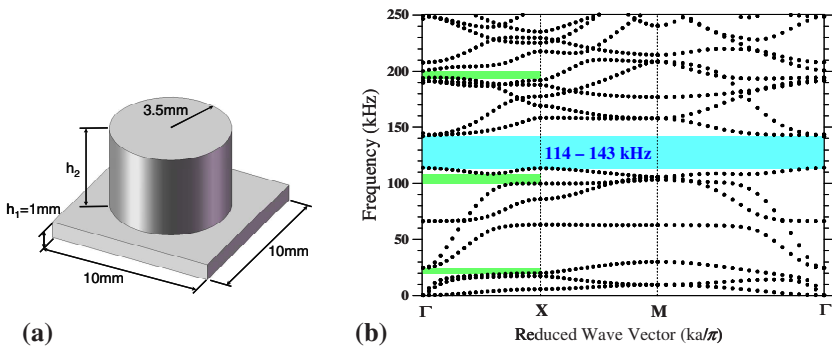 3.5mm
h2
h1=1mm
10mm
10mm
(a)
250
200
150
100
50
0
Frequency (kHz)
114 – 143 kHz
Γ X M Γ
Reduced Wave Vector (ka/π)
(b)